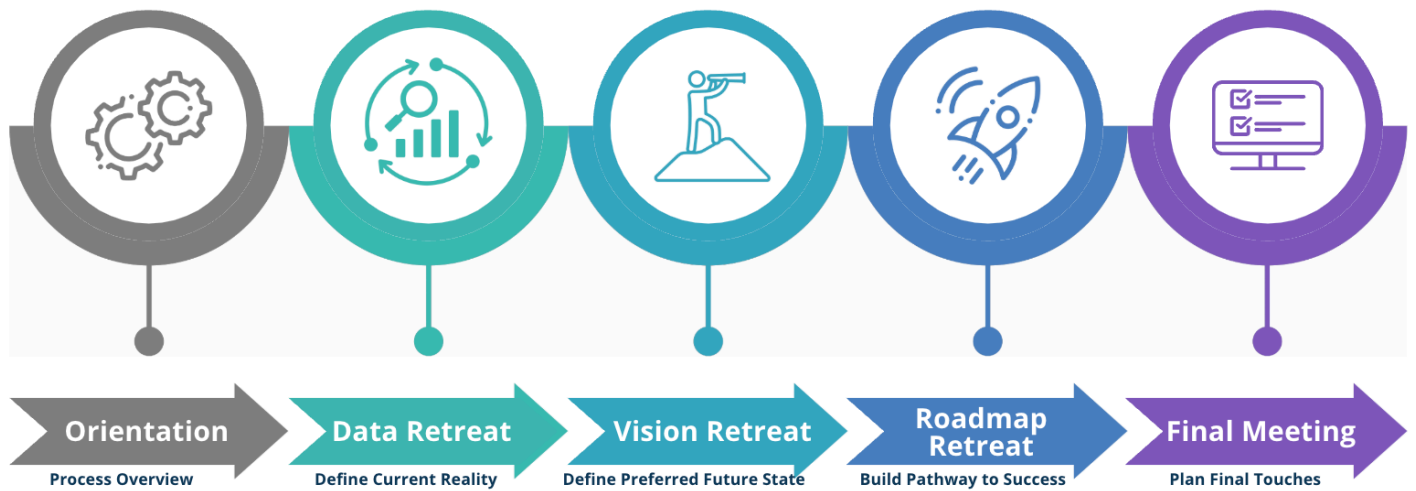 Orientation
Data Retreat
Vision Retreat
Roadmap
Retreat
Final Meeting
Process Overview
Define Current Reality
Define Preferred Future State
Build Pathway to Success
Plan Final Touches